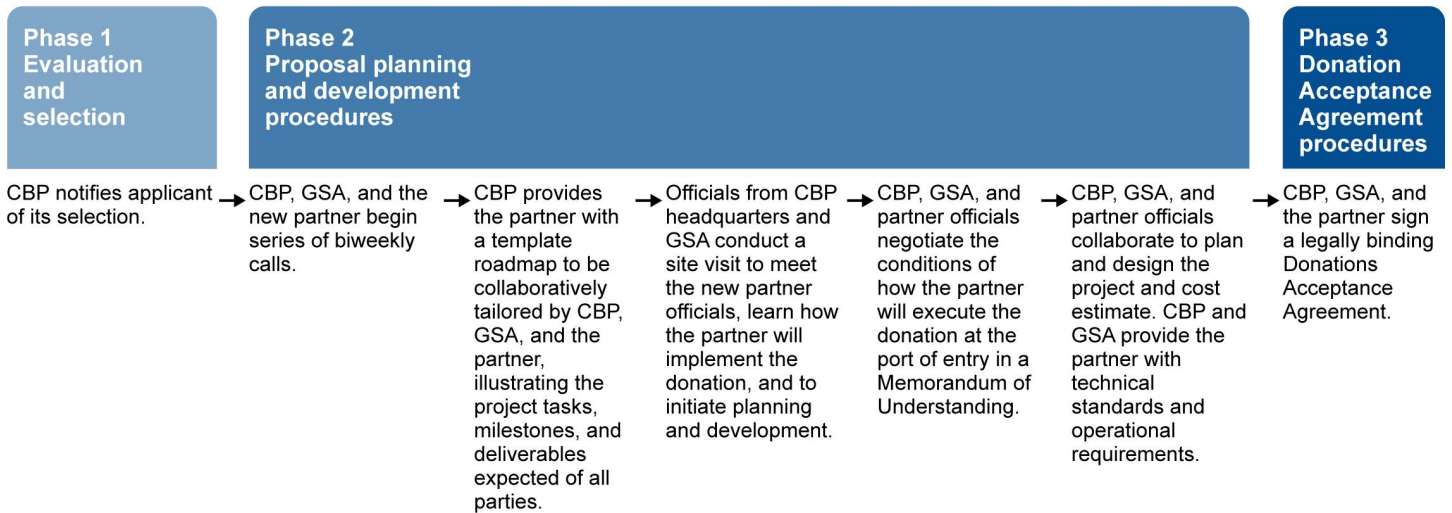 Phase 1
Evaluation
and
selection
Phase 2
Proposal planning
and development
procedures
Phase 3
Donation
Acceptance
Agreement
procedures
CBP notifies applicant
of its selection.
CBP, GSA, and the
new partner begin
series of biweekly
calls.
CBP provides
the partner with
a template
roadmap to be
collaboratively
tailored by CBP,
GSA, and the
partner,
illustrating the
project tasks,
milestones, and
deliverables
expected of all
parties.
Officials from CBP
headquarters and
GSA conduct a
site visit to meet
the new partner
officials, learn how
the partner will
implement the
donation, and to
initiate planning
and development.
CBP, GSA, and
partner officials
negotiate the
conditions of
how the partner
will execute the
donation at the
port of entry in a
Memorandum of
Understanding.
CBP, GSA, and
partner officials
collaborate to plan
and design the
project and cost
estimate. CBP and
GSA provide the
partner with
technical
standards and
operational
requirements.
CBP, GSA, and
the partner sign
a legally binding
Donations
Acceptance
Agreement.